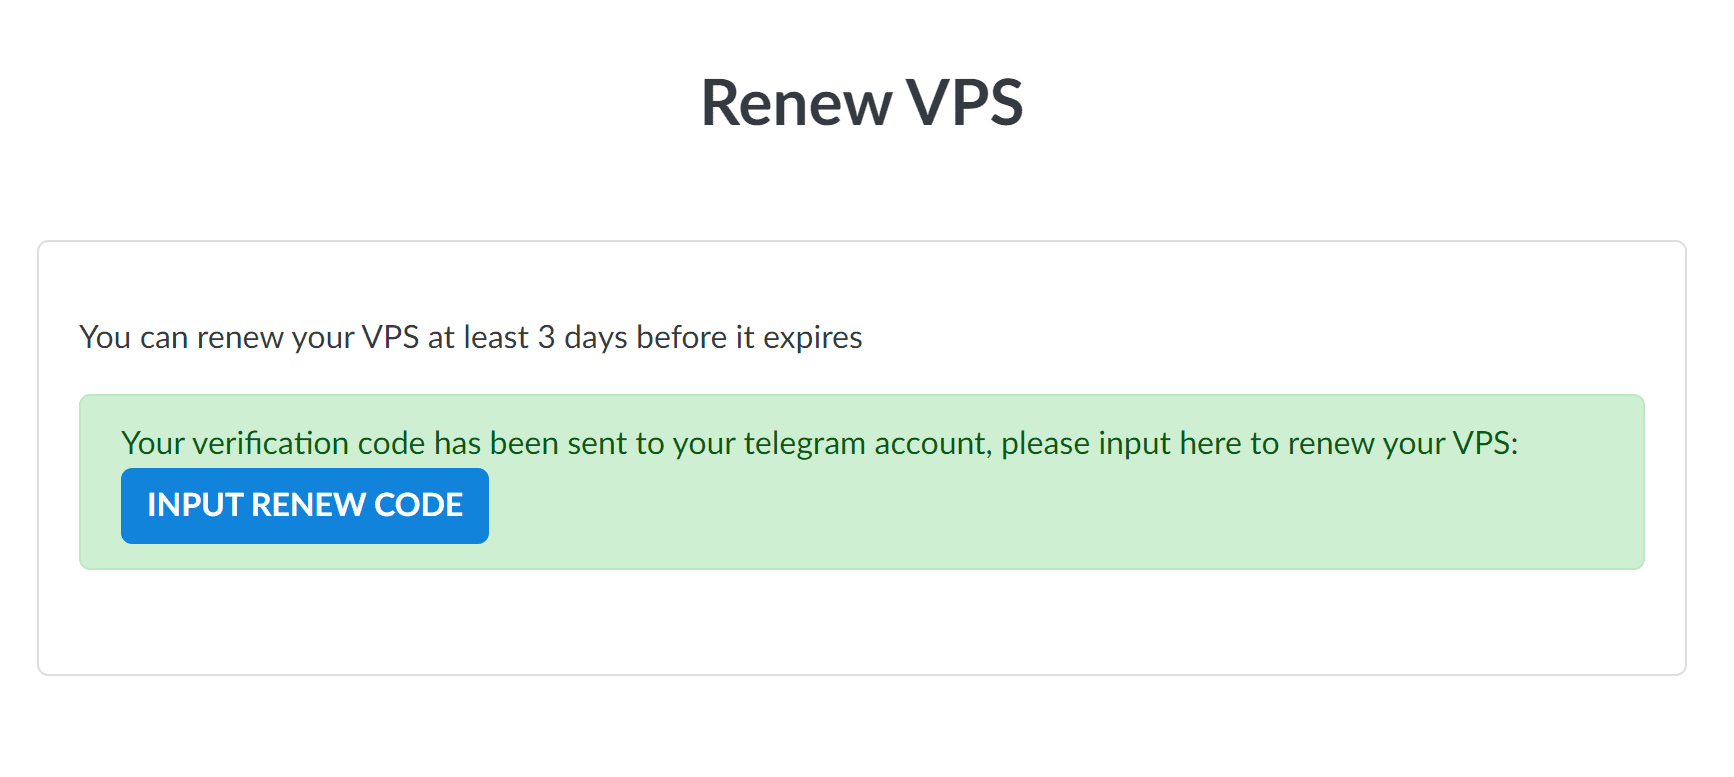 Renew VPS
You can renew your VPS at least 3 days before it expires
Your verification code has been sent to your telegram account, please input here to renew your VPS:
INPUT RENEW CODE